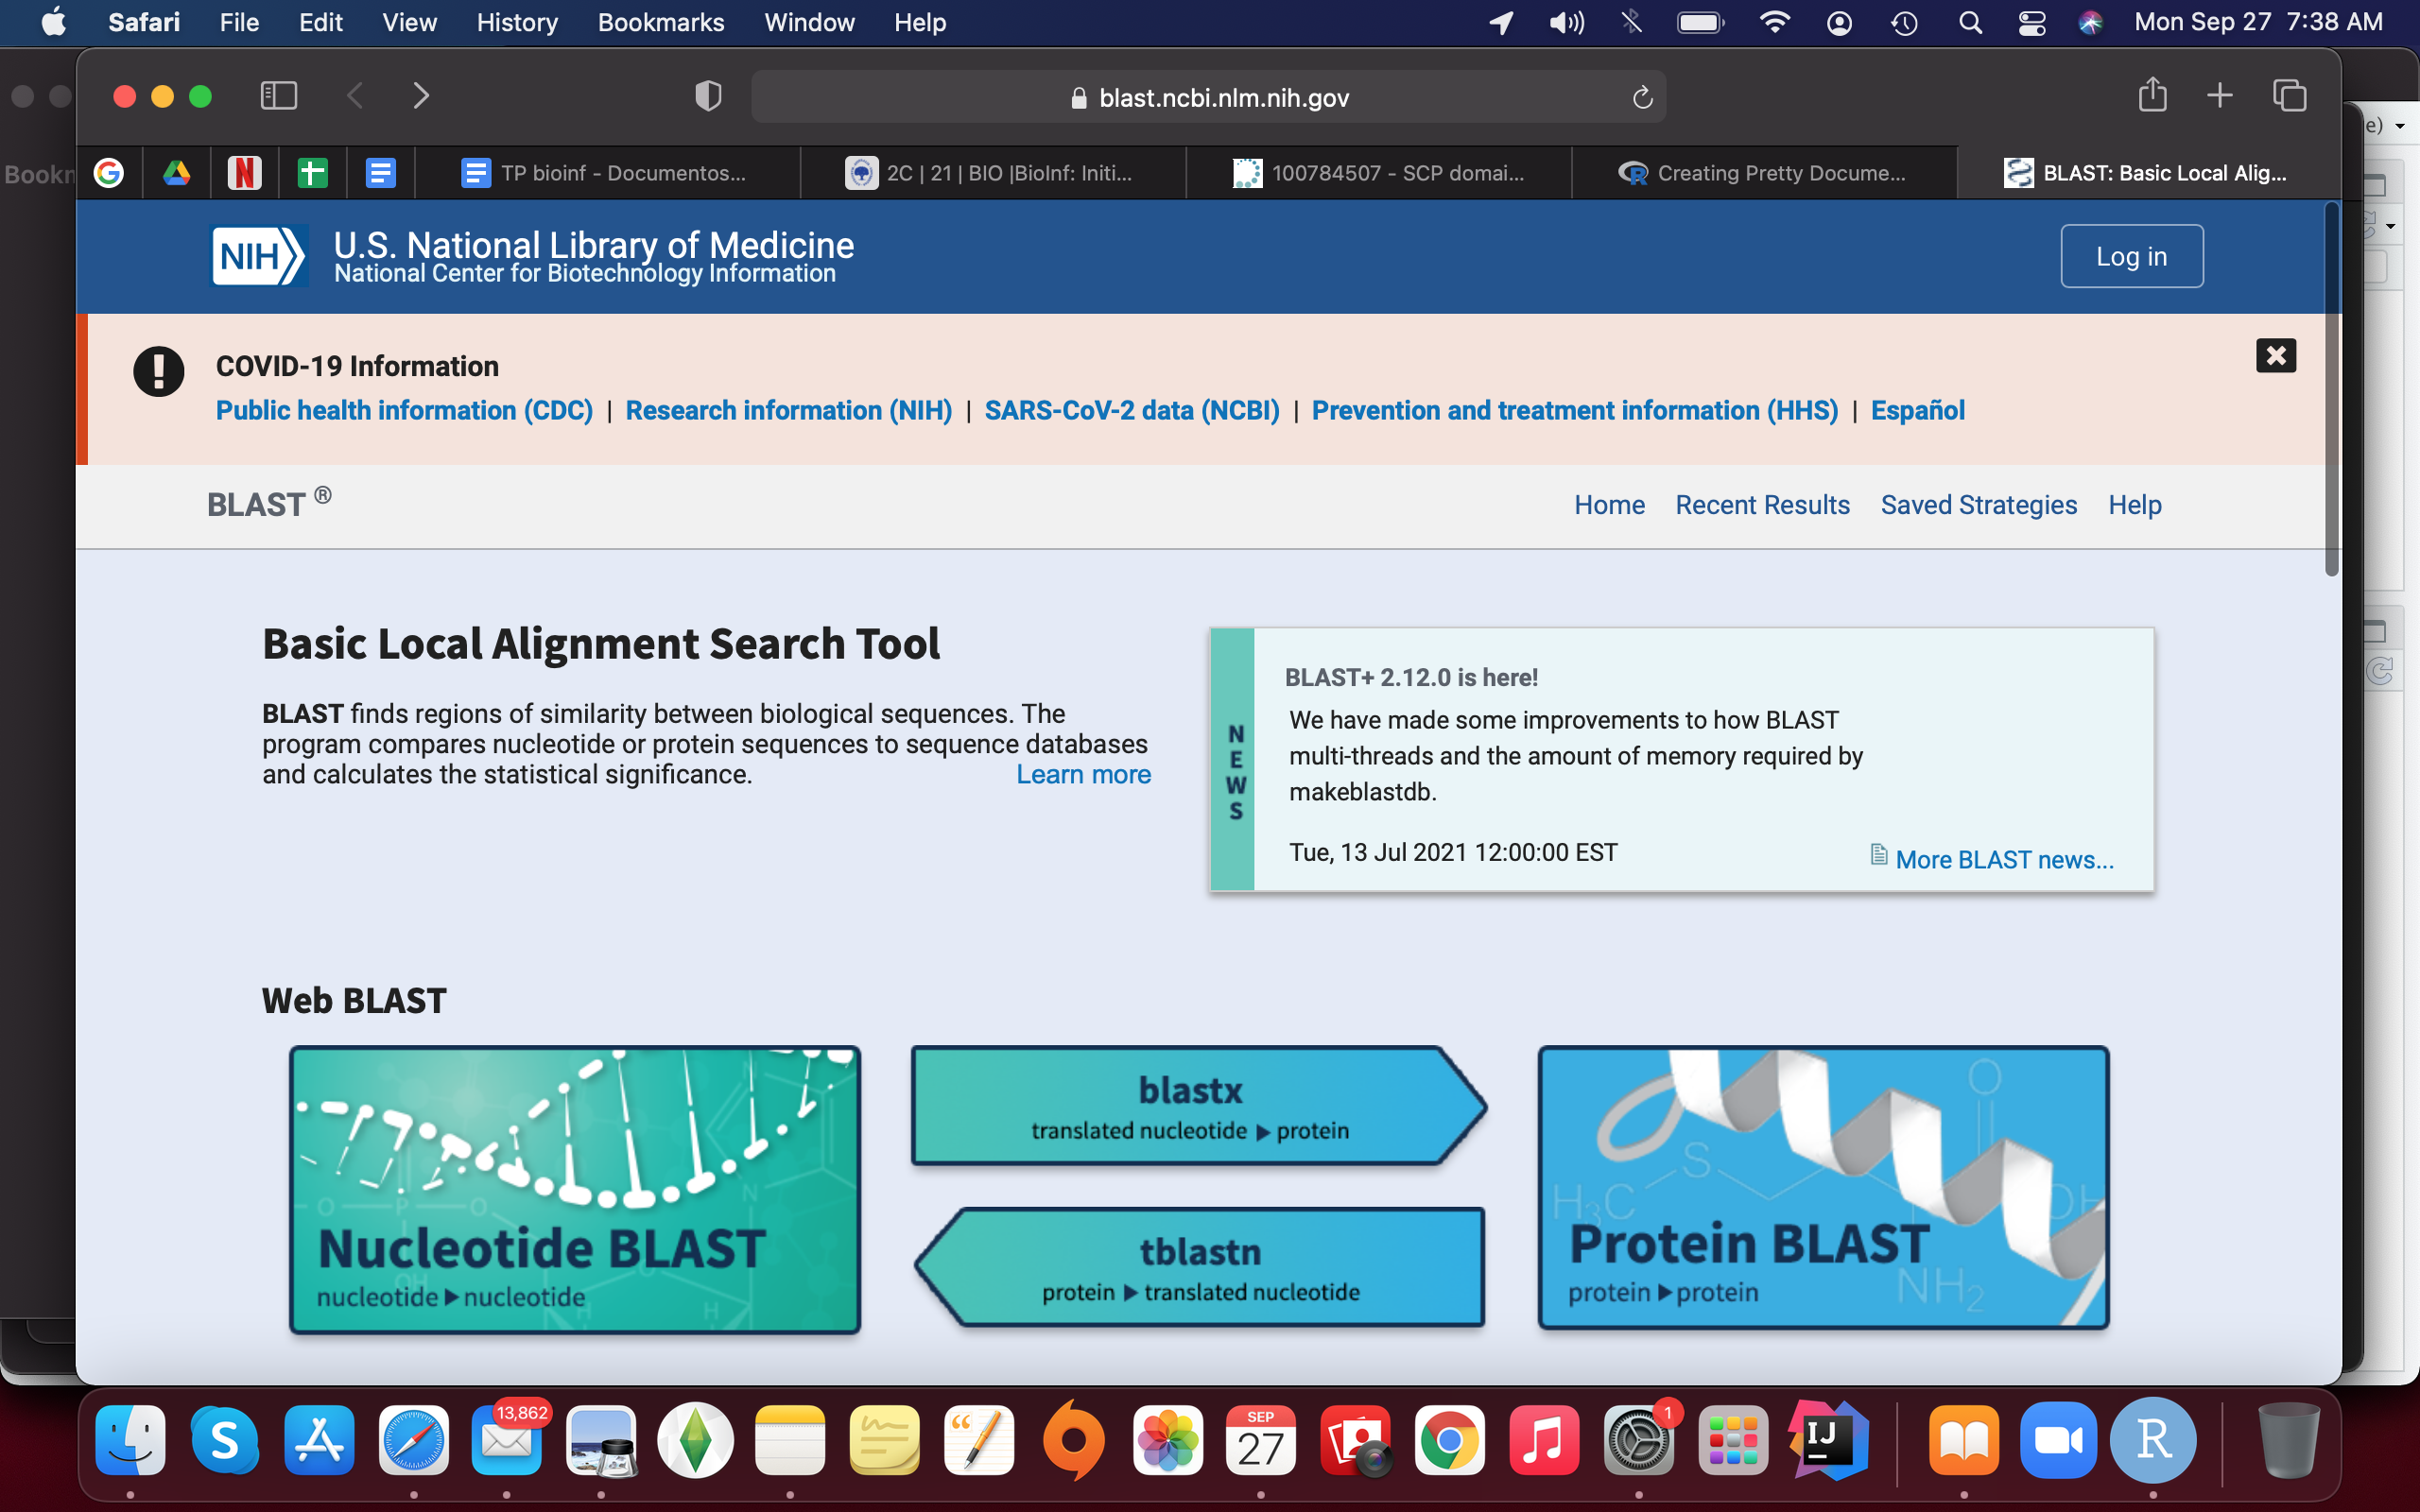 Safari File Edit View History Bookmarks Window Help Mon Sep 27 7:38 AM
blast.ncbi.nlm.nih.gov
e)
Bookn
TP bioinf - Documentos... 2C | 21 | BIO |BioInf: Initi... 100784507 - SCP domai... Creating Pretty Docume... BLAST: Basic Local Alig...
NIH U.S. National Library of Medicine
National Center for Biotechnology Information
Log in
COVID-19 Information
Public health information (CDC) | Research information (NIH) | SARS-CoV-2 data (NCBI) | Prevention and treatment information (HHS) | Español
BLAST ® Home Recent Results Saved Strategies Help
Basic Local Alignment Search Tool
BLAST finds regions of similarity between biological sequences. The
program compares nucleotide or protein sequences to sequence databases
and calculates the statistical significance. Learn more
NEWS
BLAST+ 2.12.0 is here!
We have made some improvements to how BLAST
multi-threads and the amount of memory required by
makeblastdb.
Tue, 13 Jul 2021 12:00:00 EST
More BLAST news...
Web BLAST
Nucleotide BLAST
nucleotide ▶ nucleotide
blastx
translated nucleotide ▶ protein
tblastn
protein ▶ translated nucleotide
O
S
H₃C
OH
Protein BLAST
protein ▶ protein
NH₂
O P O
N
OH
O
H H
13,862
SEP
27
1
IJ
S
R